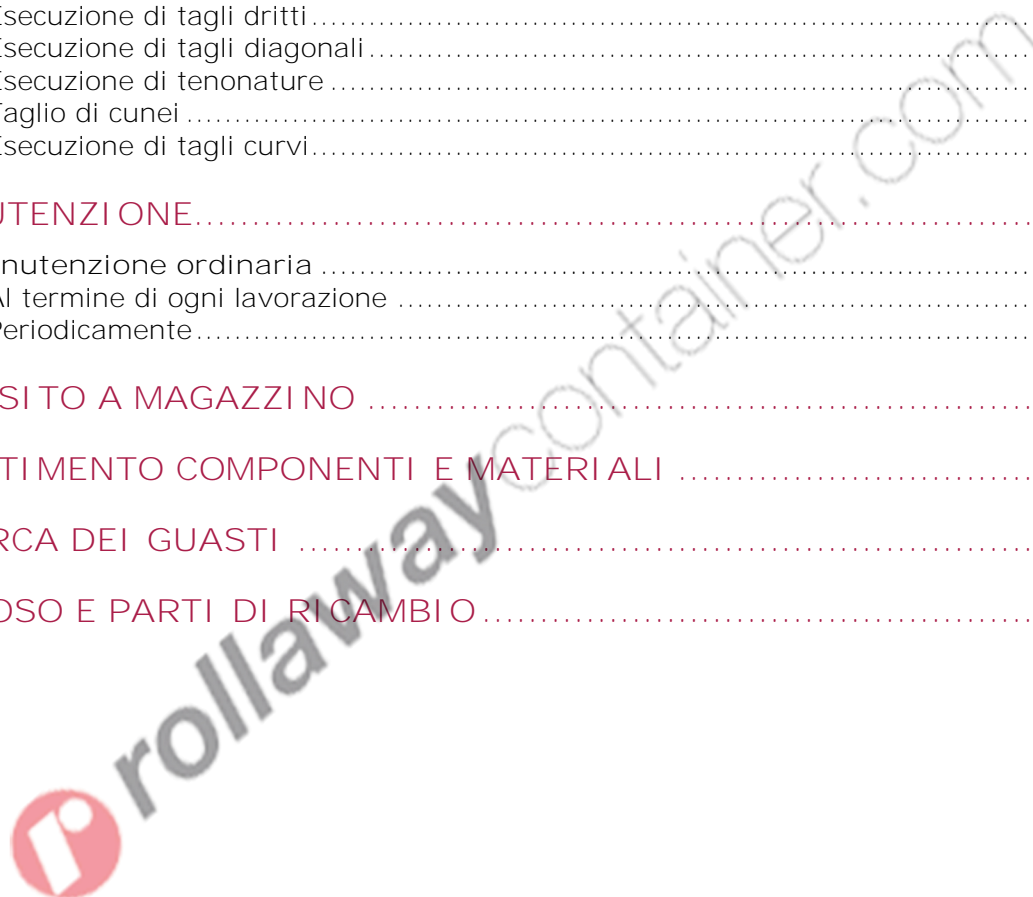 Esecuzione di tagli dritti
Esecuzione di tagli diagonali
Esecuzione di tenonature
Taglio di cunei
Esecuzione di tagli curvi
UTENZIONE
nutenzione ordinaria
Al termine di ogni lavorazione
Periodicamente
SITO A MAGAZZINO
TIMENTO COMPONENTI E MATERIALI
RCA DEI GUASTI
OSO E PARTI DI RICAMBIO
rollawaycontainer.com